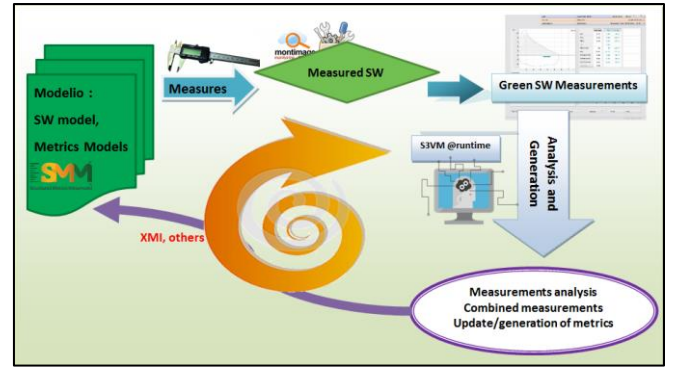 Modelio :
SW model,
Metrics Models
SMM
Measures
montimage
Measured SW
Green SW Measurements
S3VM @runtime
Analysis and
Generation
XMI, others
Measurements analysis
Combined measurements
Update/generation of metrics